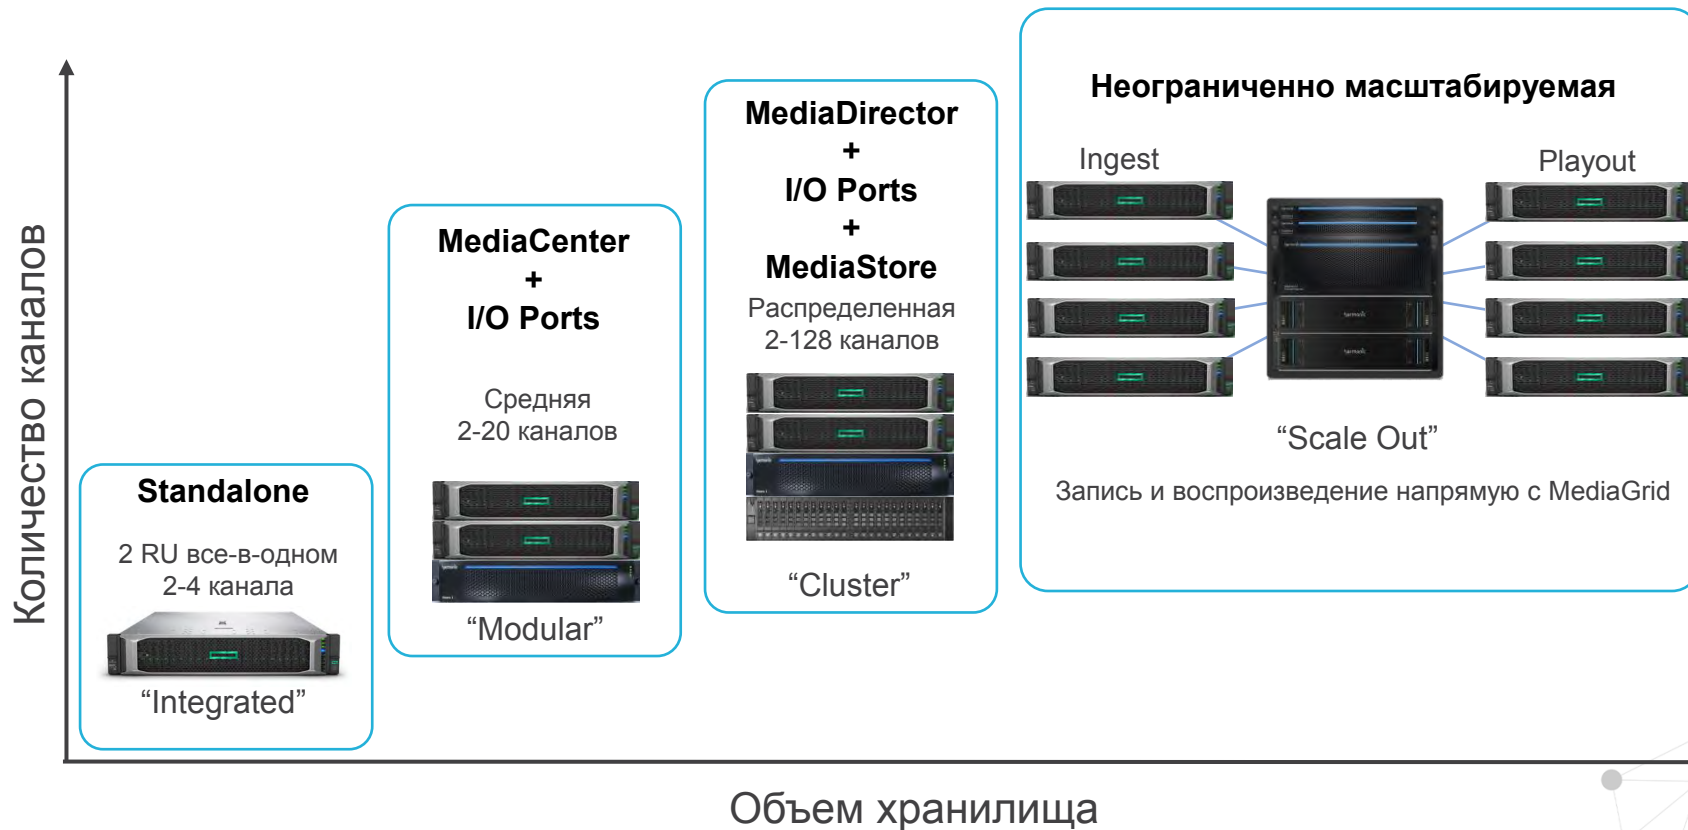 Количество каналов
Standalone
2 RU все-в-одном
2-4 канала
“Integrated”
MediaCenter
+
I/O Ports
Средняя
2-20 каналов
“Modular”
MediaDirector
+
I/O Ports
+
MediaStore
Распределенная
2-128 каналов
“Cluster”
Неограниченно масштабируемая
Ingest
Playout
harmonic
harmonic
“Scale Out”
Запись и воспроизведение напрямую с MediaGrid
Объем хранилища